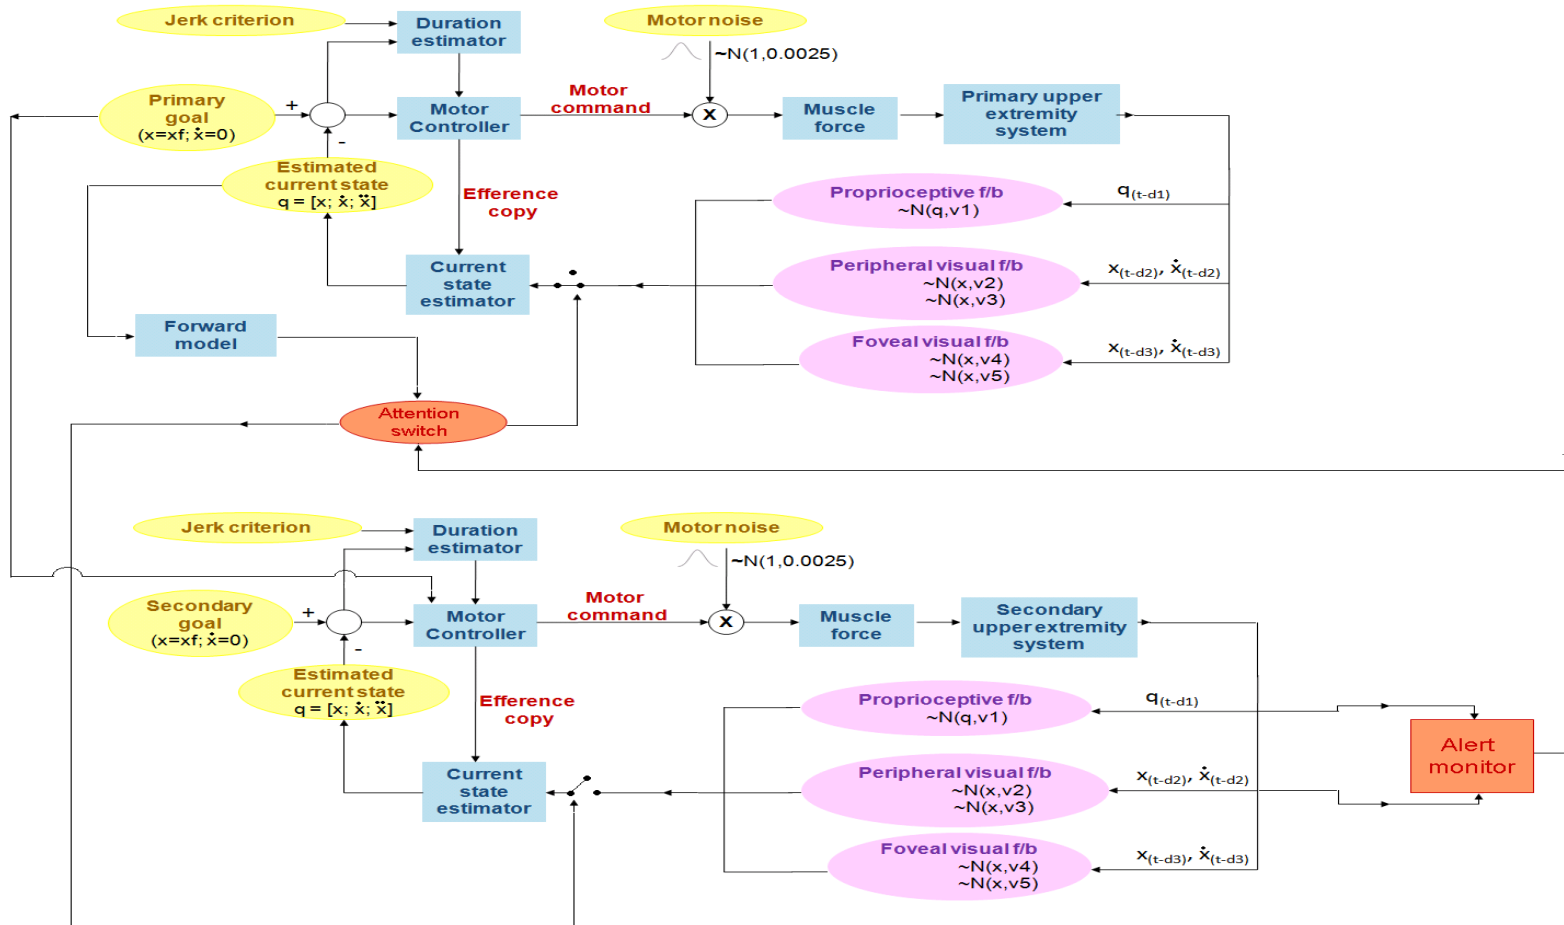 Jerk criterion
Duration
estimator
Motor noise
~N(1,0.0025)
Primary
goal
(x=xf; ẋ=0)
+
-
Motor
Controller
Motor
command
X
Muscle
force
Primary upper
extremity
system
Estimated
current state
q = [x; ẋ; ẍ]
Efference
copy
Proprioceptive f/b
~N(q,v1)
q(t-d1)
Current
state
estimator
Peripheral visual f/b
~N(x,v2)
~N(x,v3)
x(t-d2), ẋ(t-d2)
Forward
model
Foveal visual f/b
~N(x,v4)
~N(x,v5)
x(t-d3), ẋ(t-d3)
Attention
switch
Jerk criterion
Duration
estimator
Motor noise
~N(1,0.0025)
Secondary
goal
(x=xf; ẋ=0)
+
-
Motor
Controller
Motor
command
X
Muscle
force
Secondary
upper extremity
system
Estimated
current state
q = [x; ẋ; ẍ]
Efference
copy
Proprioceptive f/b
~N(q,v1)
q(t-d1)
Alert
monitor
Current
state
estimator
Peripheral visual f/b
~N(x,v2)
~N(x,v3)
x(t-d2), ẋ(t-d2)
Foveal visual f/b
~N(x,v4)
~N(x,v5)
x(t-d3), ẋ(t-d3)